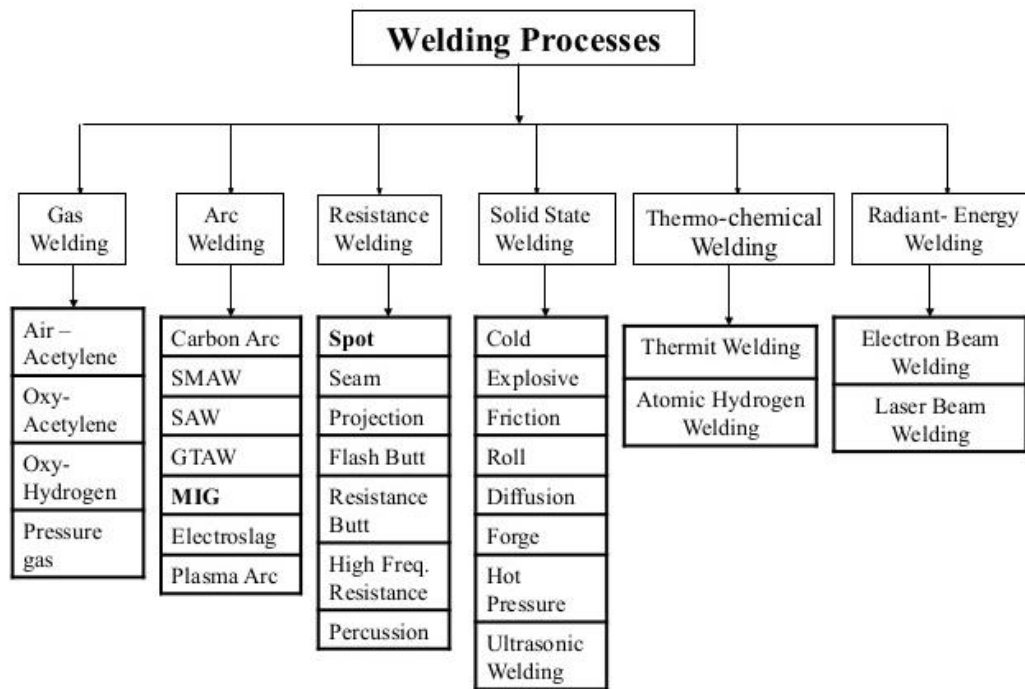 Welding Processes
Gas
Welding
Arc
Welding
Resistance
Welding
Solid State
Welding
Thermo-chemical
Welding
Radiant- Energy
Welding
Air –
Acetylene
Oxy-
Acetylene
Oxy-
Hydrogen
Pressure
gas
Carbon Arc
SMAW
SAW
GTAW
MIG
Electroslag
Plasma Arc
Spot
Seam
Projection
Flash Butt
Resistance
Butt
High Freq.
Resistance
Percussion
Cold
Explosive
Friction
Roll
Diffusion
Forge
Hot
Pressure
Ultrasonic
Welding
Thermit Welding
Atomic Hydrogen
Welding
Electron Beam
Welding
Laser Beam
Welding